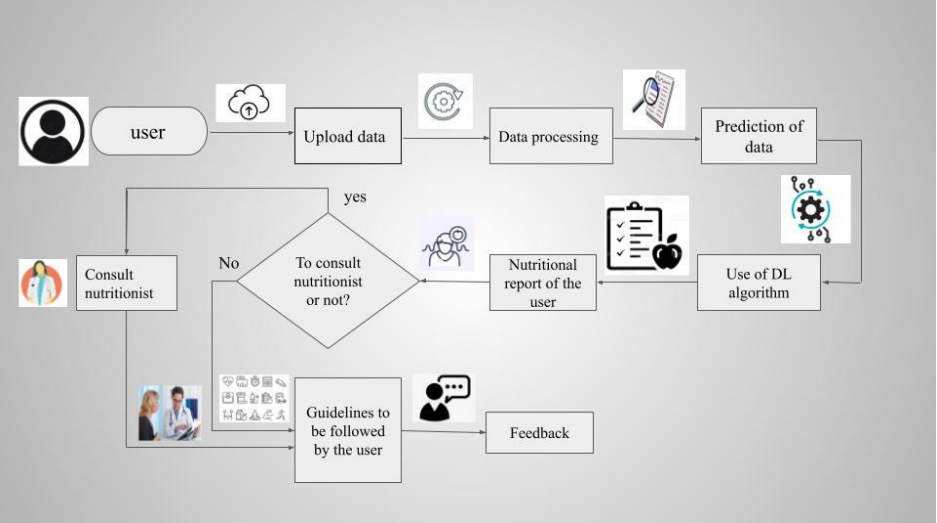 user
Upload data
Data processing
Prediction of
data
yes
No
Consult
nutritionist
To consult
nutritionist
or not?
Nutritional
report of the
user
Use of DL
algorithm
Guidelines to
be followed
by the user
Feedback